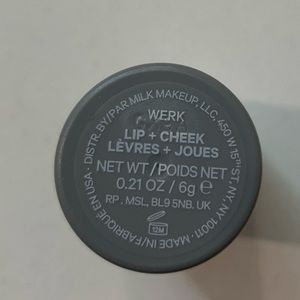 WERK
LIP + CHEEK
LÈVRES + JOUES
NET WT/POIDS NET
0.21 OZ / 6g ℮
RP. MSL, BL9 5NB. UK
12M
DISTR. BY/PAR MILK MAKEUP, LLC, 450 W 15TH ST, NY, NY 10011 • MADE IN/FABRIQUÉ EN USA •